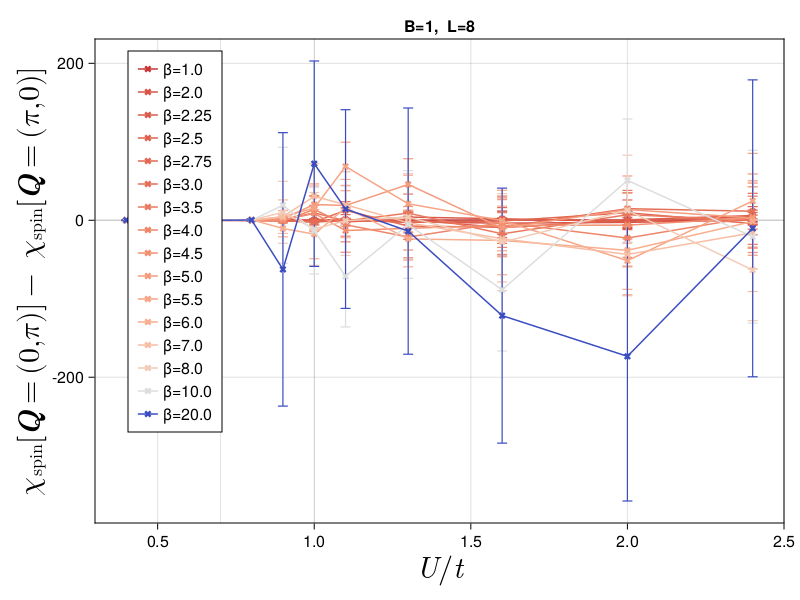 B=1, L=8
χspin[Q = (0,π)] − χspin[Q = (π,0)]
200
0
-200
β=1.0
β=2.0
β=2.25
β=2.5
β=2.75
β=3.0
β=3.5
β=4.0
β=4.5
β=5.0
β=5.5
β=6.0
β=7.0
β=8.0
β=10.0
β=20.0
0.5 1.0 1.5 2.0 2.5
U/t